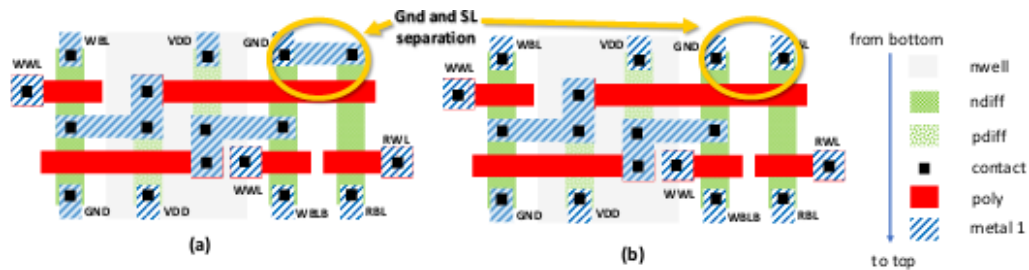 Gnd and SL
separation
WBL
VDD
GND
WWL
RWL
WWL
GND
VDD
WBLB
RBL
(a)
WBL
VDD
GND
SL
WWL
RWL
WWL
GND
VDD
WBLB
RBL
(b)
from bottom
nwell
ndiff
pdiff
contact
poly
metal 1
to top